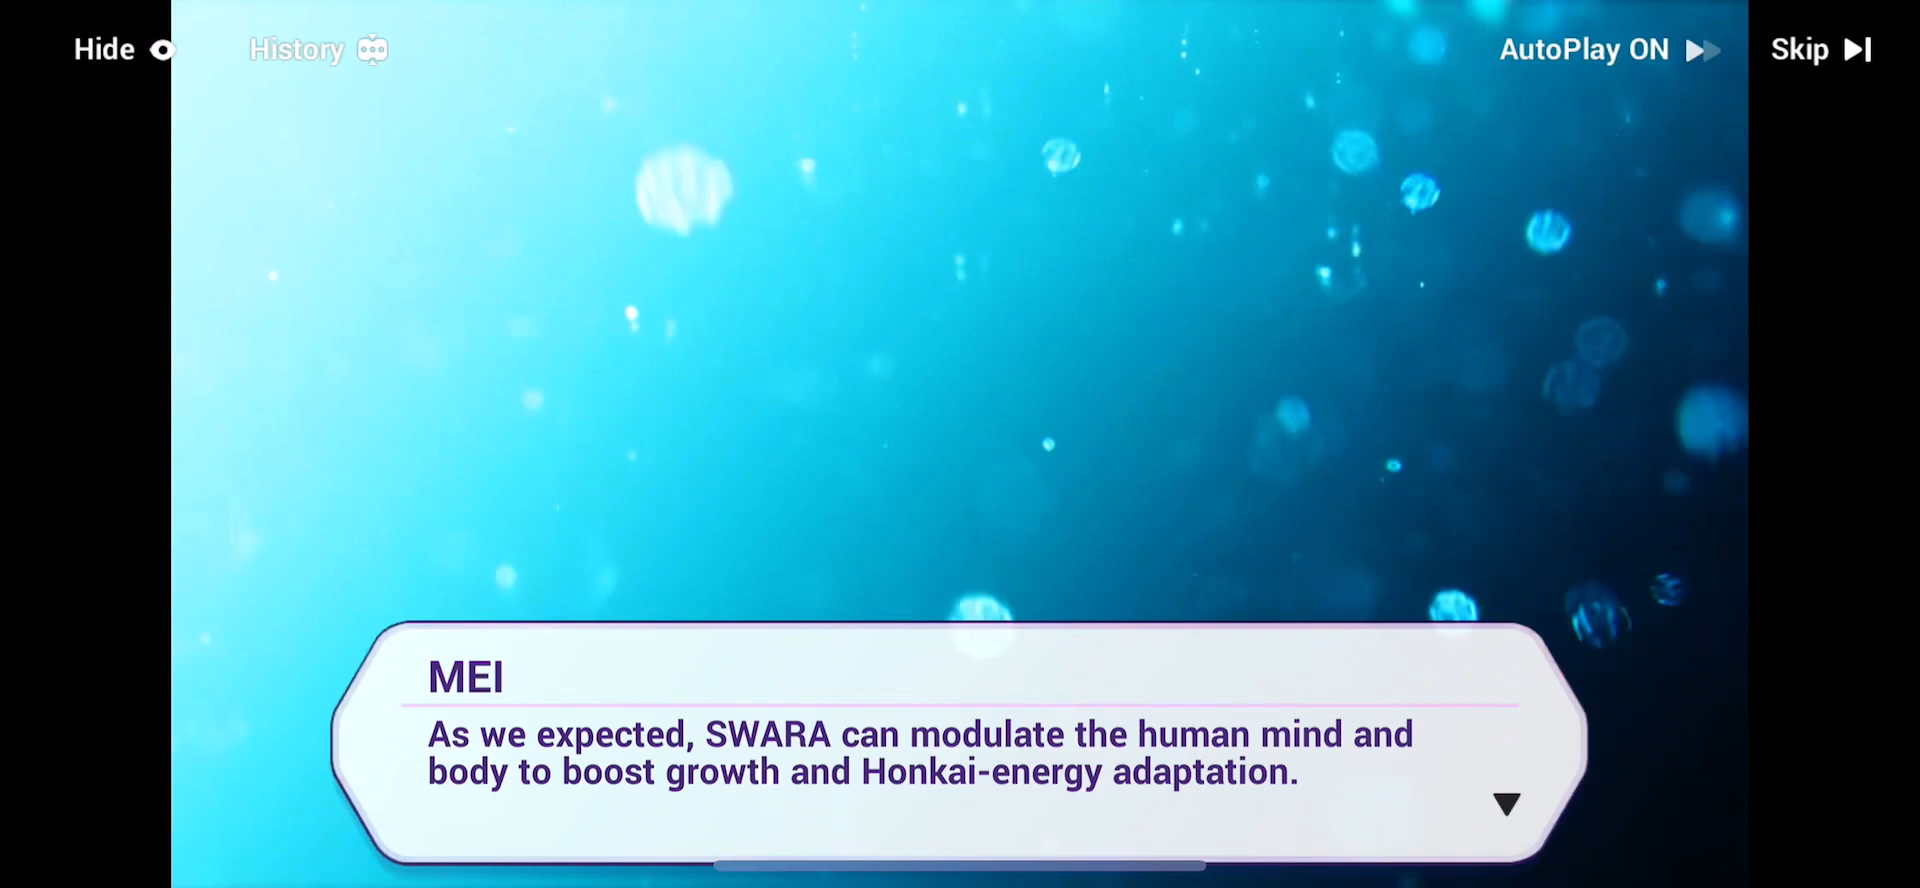 Hide
History
AutoPlay ON
Skip
MEI
As we expected, SWARA can modulate the human mind and
body to boost growth and Honkai-energy adaptation.